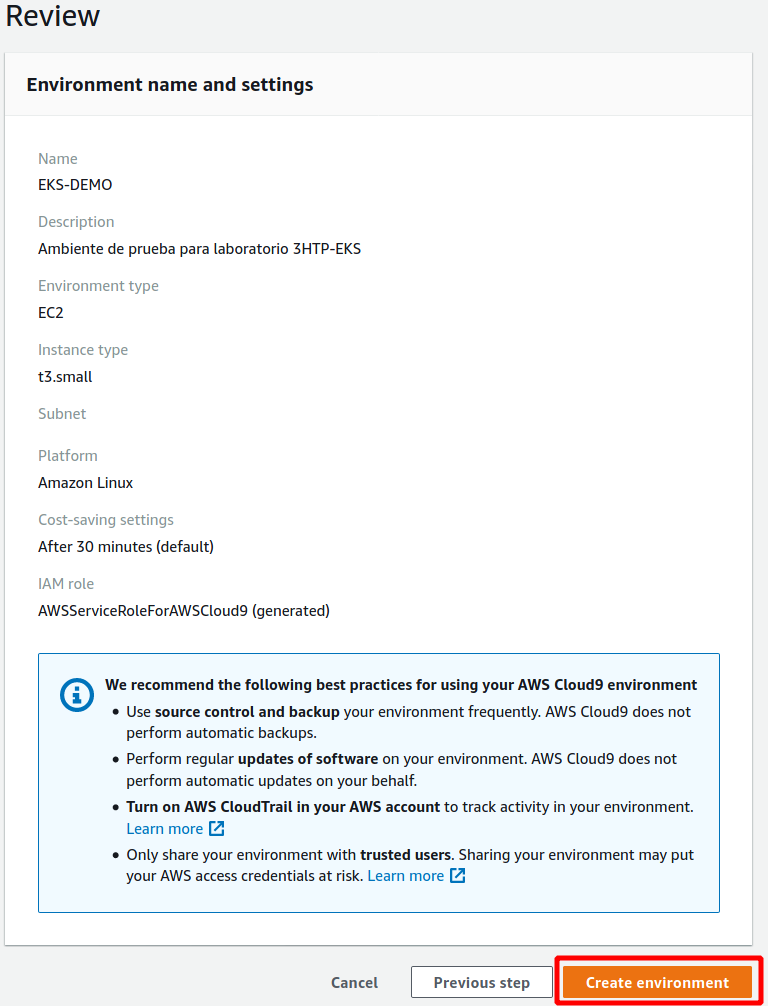 Review
Environment name and settings
Name
EKS-DEMO
Description
Ambiente de prueba para laboratorio 3HTP-EKS
Environment type
EC2
Instance type
t3.small
Subnet
Platform
Amazon Linux
Cost-saving settings
After 30 minutes (default)
IAM role
AWSServiceRoleForAWSCloud9 (generated)
We recommend the following best practices for using your AWS Cloud9 environment
• Use source control and backup your environment frequently. AWS Cloud9 does not
perform automatic backups.
• Perform regular updates of software on your environment. AWS Cloud9 does not
perform automatic updates on your behalf.
• Turn on AWS CloudTrail in your AWS account to track activity in your environment.
Learn more
• Only share your environment with trusted users. Sharing your environment may put
your AWS access credentials at risk. Learn more
Cancel Previous step Create environment